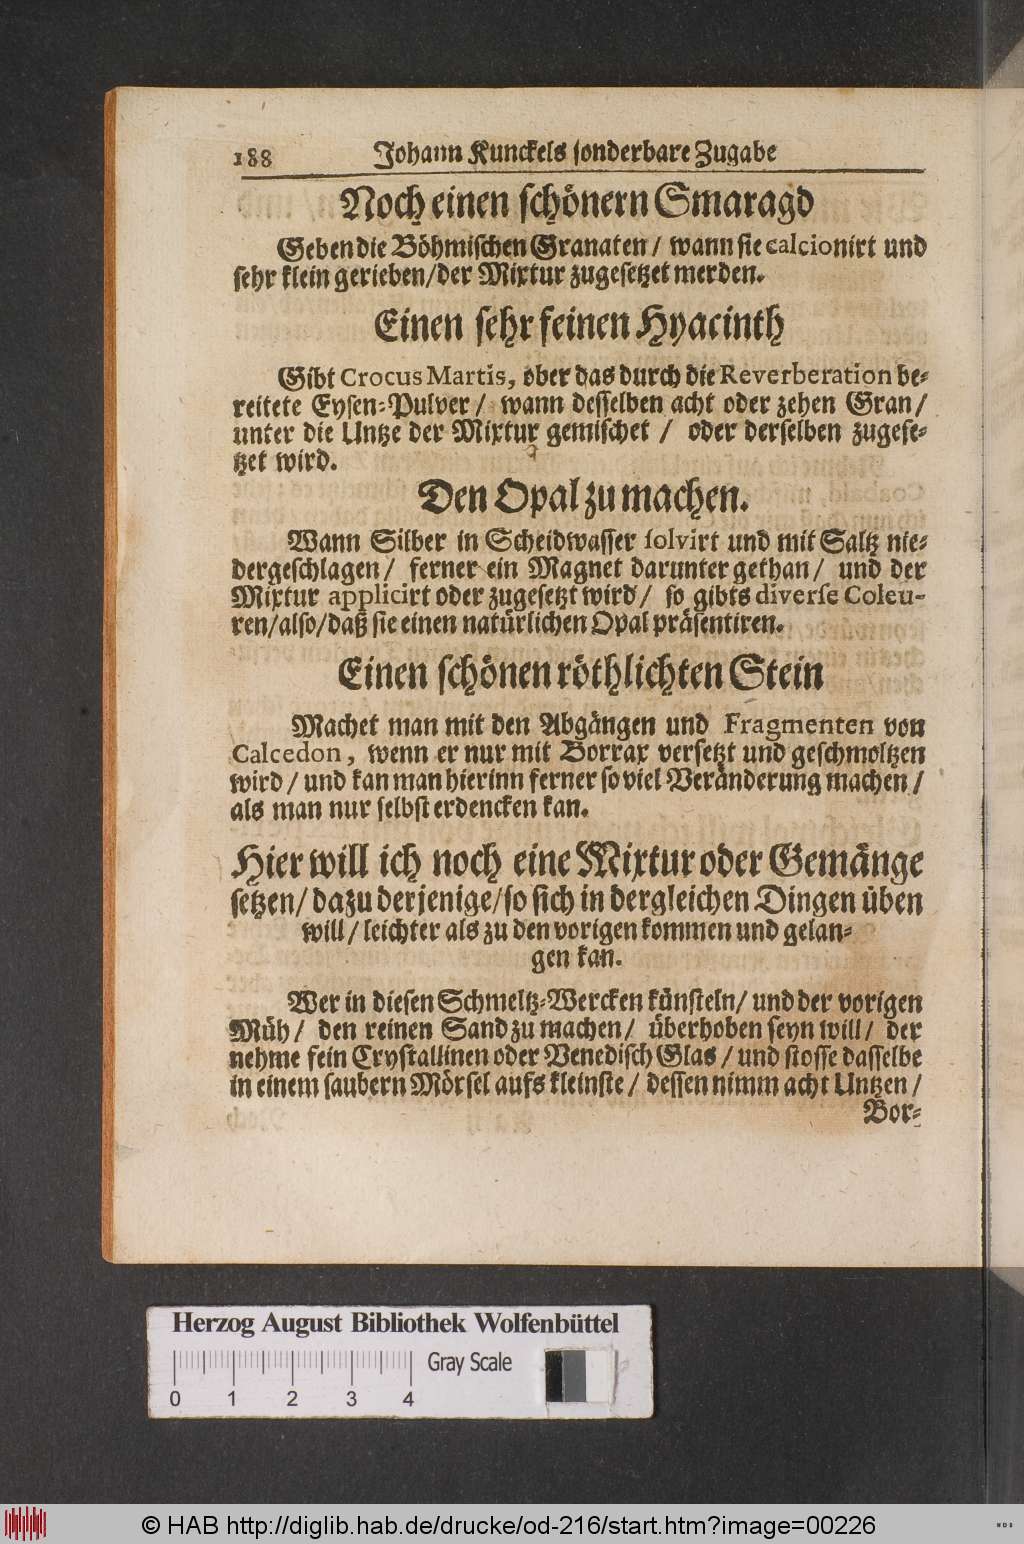 188 Johann Kunckels sonderbare Zugabe
Noch einen schönern Smaragd
Geben die Böhmischen Granaten / wann sie calcionirt und
sehr klein gerieben/der Mixtur zugesetzet werden.
Einen sehr feinen Hyacinth
Gibt Crocus Martis, ober das durch die Reverberation be-
reitete Eysen-Pulver / wann desselben acht oder zehen Gran /
unter die Untze der Mixtur gemischet / oder derselben zugese-
tzet wird.
Den Opal zu machen.
Wann Silber in Scheidwasser solvirt und mit Saltz nie-
dergeschlagen / ferner ein Magnet darunter gethan / und der
Mixtur applicirt oder zugesetzt wird / so gibts diverse Coleu-
ren/also/daß sie einen natürlichen Opal präsentiren.
Einen schönen röthlichten Stein
Machet man mit den Abgängen und Fragmenten von
Calcedon, wenn er nur mit Borrax versetzt und geschmoltzen
wird / und kan man hierinn ferner so viel Veränderung machen /
als man nur selbst erdencken kan.
Hier will ich noch eine Mixtur oder Gemänge
setzen / dazu derjenige/so sich in dergleichen Dingen üben
will / leichter als zu den vorigen kommen und gelan-
gen kan.
Wer in diesen Schmeltz-Wercken künsteln / und der vorigen
Müh / den reinen Sand zu machen / überhoben seyn will / der
nehme fein Crystallinen oder Venedisch Glas / und stosse dasselbe
in einem saubern Mörsel aufs kleinste / dessen nimm acht Untzen /
Bor-
Herzog August Bibliothek Wolfenbüttel
Gray Scale
0 1 2 3 4
© HAB http://diglib.hab.de/drucke/od-216/start.htm?image=00226